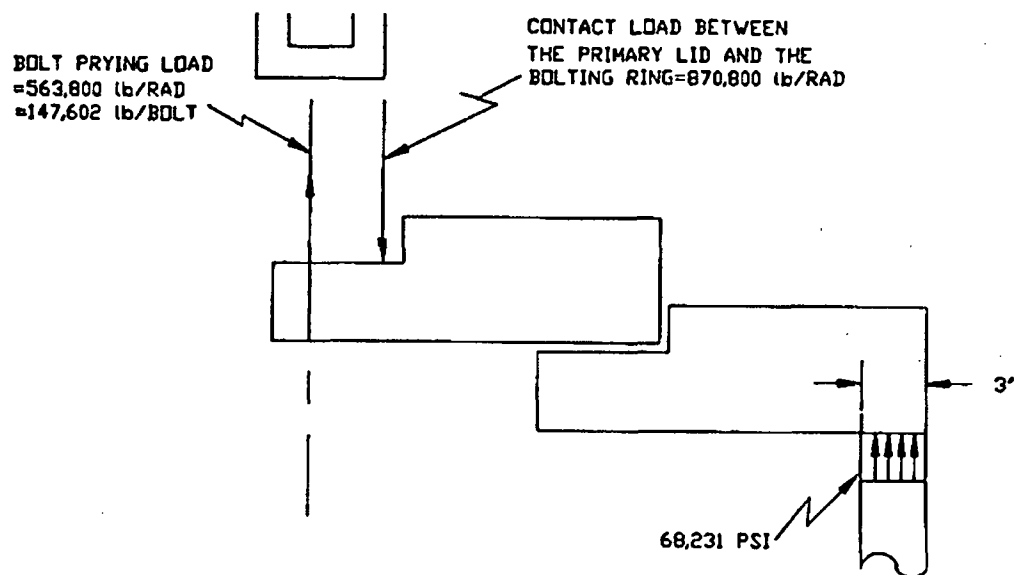 BOLT PRYING LOAD
=563,800 lb/RAD
=147,602 lb/BOLT
CONTACT LOAD BETWEEN
THE PRIMARY LID AND THE
BOLTING RING=870,800 lb/RAD
3"
68,231 PSI